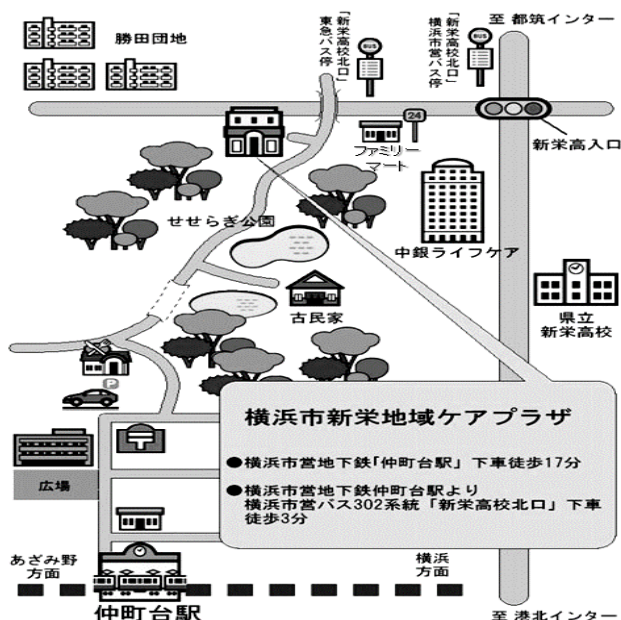 至 都筑インター
「新栄高校北口」
東急バス停
「新栄高校北口」
横浜市営バス停
BUS
BUS
勝田団地
24
ファミリー
マート
新栄高入口
せせらぎ公園
中銀ライフケア
古民家
県立
新栄高校
P
横浜市新栄地域ケアプラザ
●横浜市営地下鉄「仲町台駅」下車徒歩17分
●横浜市営地下鉄仲町台駅より
横浜市営バス302系統「新栄高校北口」下車
徒歩3分
広場
あざみ野
方面
横浜
方面
仲町台駅
至 港北インター